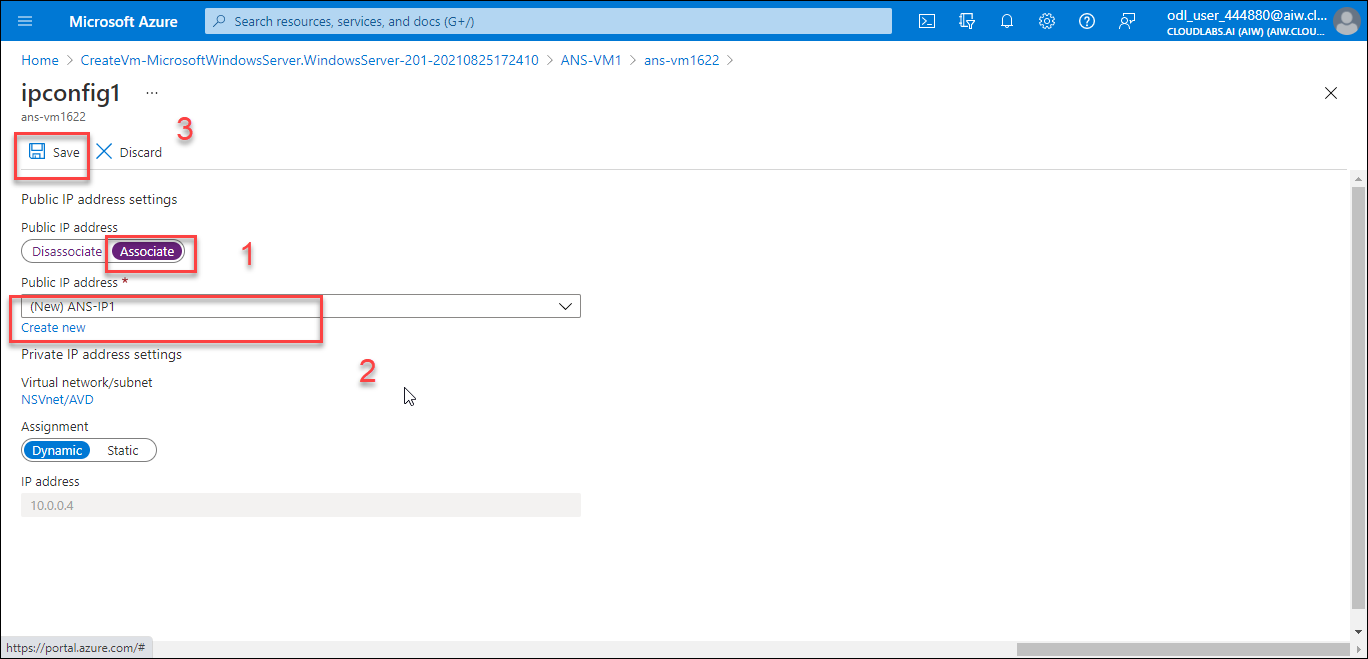 Microsoft Azure
Search resources, services, and docs (G+/)
odl_user_444880@aiw.cl...
CLOUDLABS.AI (AIW) (AIW.CLOU...
Home > CreateVm-MicrosoftWindowsServer.WindowsServer-201-20210825172410 > ANS-VM1 > ans-vm1622 >
ipconfig1 ...
ans-vm1622
3
Save Discard
Public IP address settings
Public IP address
Disassociate Associate
1
Public IP address *
(New) ANS-IP1
Create new
Private IP address settings
2
Virtual network/subnet
NSVnet/AVD
Assignment
Dynamic Static
IP address
10.0.0.4
https://portal.azure.com/#